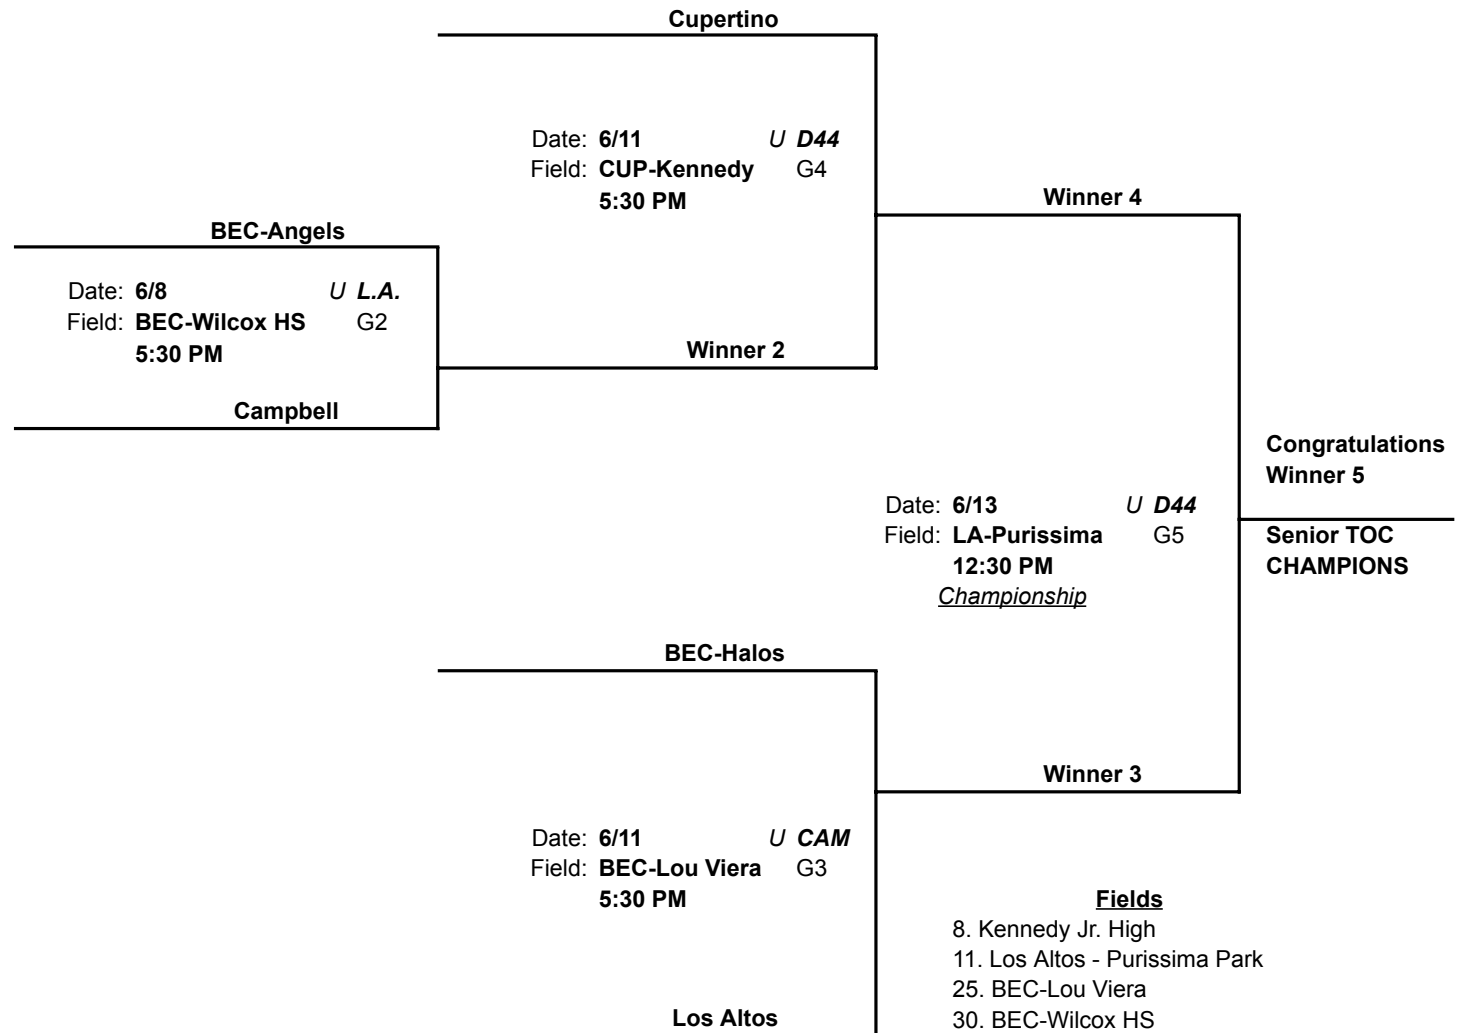 Cupertino
Date: 6/11 U D44
Field: CUP-Kennedy G4
5:30 PM
Winner 4
BEC-Angels
Date: 6/8 U L.A.
Field: BEC-Wilcox HS G2
5:30 PM
Winner 2
Campbell
Congratulations
Winner 5
Date: 6/13 U D44
Field: LA-Purissima G5
12:30 PM
Championship
Senior TOC
CHAMPIONS
BEC-Halos
Winner 3
Date: 6/11 U CAM
Field: BEC-Lou Viera G3
5:30 PM
Fields
8. Kennedy Jr. High
11. Los Altos - Purissima Park
25. BEC-Lou Viera
30. BEC-Wilcox HS
Los Altos